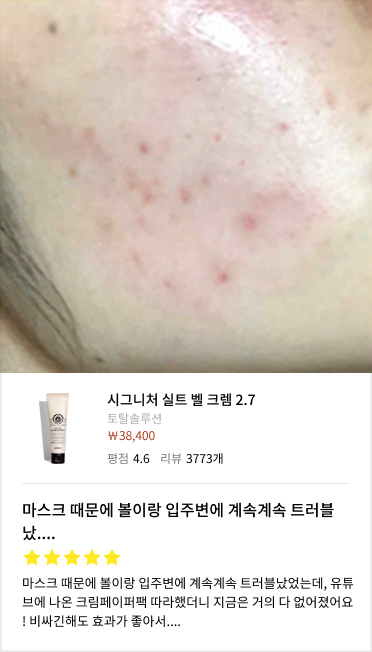 시그니처 실트 벨 크렘 2.7
토탈솔루션
₩38,400
평점 4.6 리뷰 3773개
마스크 때문에 볼이랑 입주변에 계속계속 트러블
났....
마스크 때문에 볼이랑 입주변에 계속계속 트러블났었는데, 유튜
브에 나온 크림페이퍼팩 따라했더니 지금은 거의 다 없어졌어요
! 비싸긴해도 효과가 좋아서....